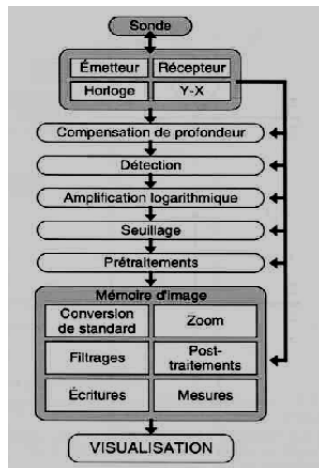 Sonde
Émetteur Récepteur
Horloge Y-X
Compensation de profondeur
Détection
Amplification logarithmique
Seuillage
Prétraitements
Mémoire d'image
Conversion
de standard
Zoom
Filtrages
Post-
traitements
Écritures Mesures
VISUALISATION